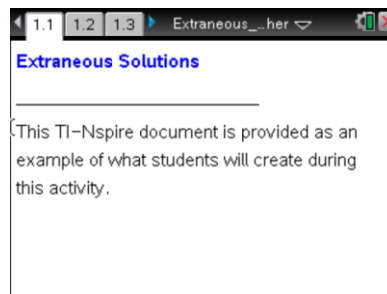 1.1 1.2 1.3 Extraneous_...her
Extraneous Solutions
This TI-Nspire document is provided as an
example of what students will create during
this activity.